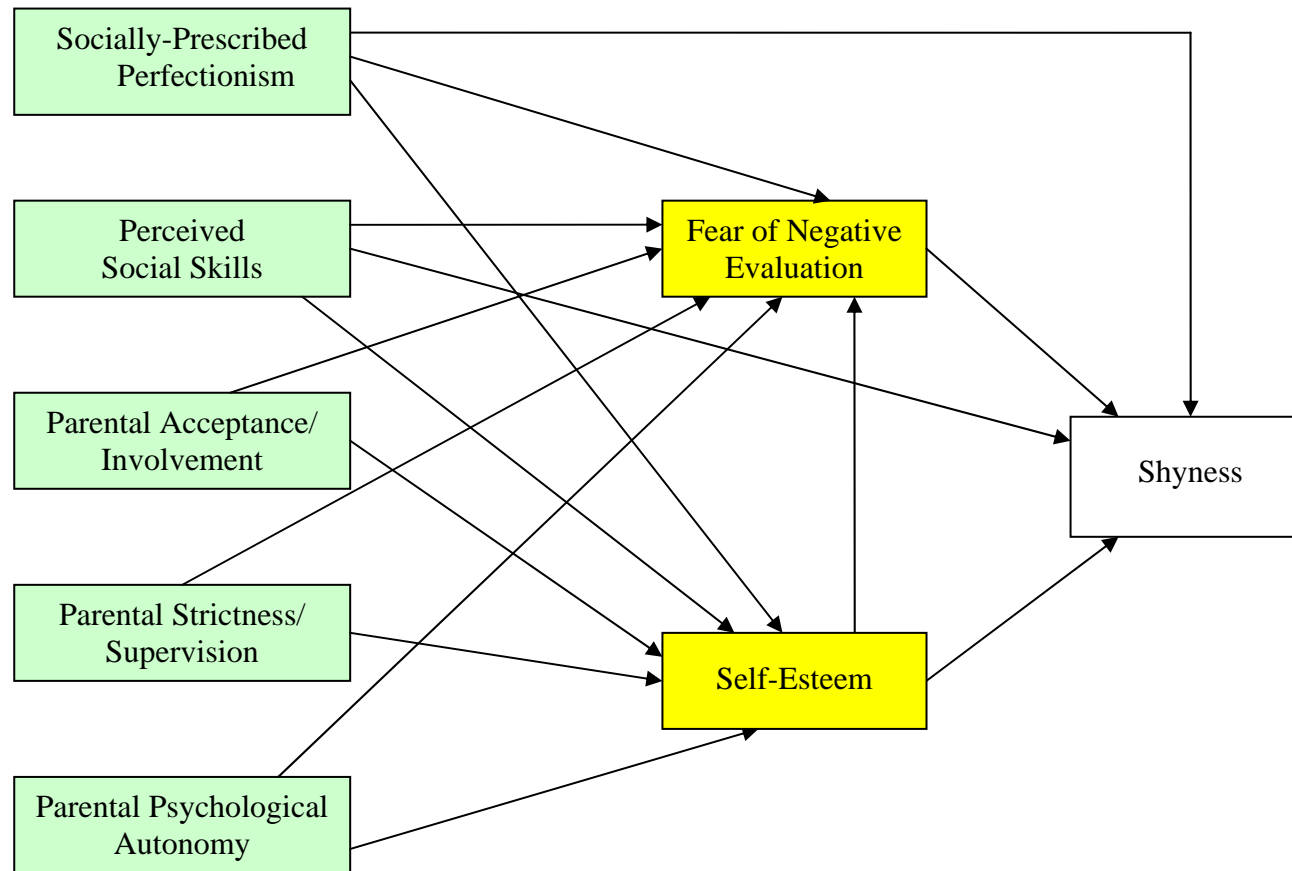 Socially-Prescribed
Perfectionism
Perceived
Social Skills
Fear of Negative
Evaluation
Parental Acceptance/
Involvement
Shyness
Parental Strictness/
Supervision
Self-Esteem
Parental Psychological
Autonomy